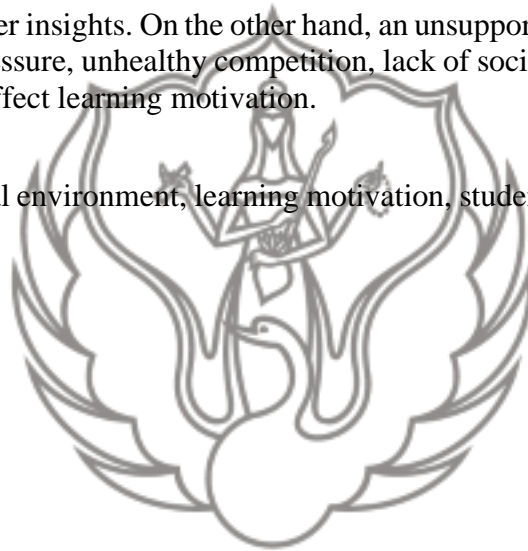 er insights. On the other hand, an unsuppor
ssure, unhealthy competition, lack of soci
ffect learning motivation.
l environment, learning motivation, stude